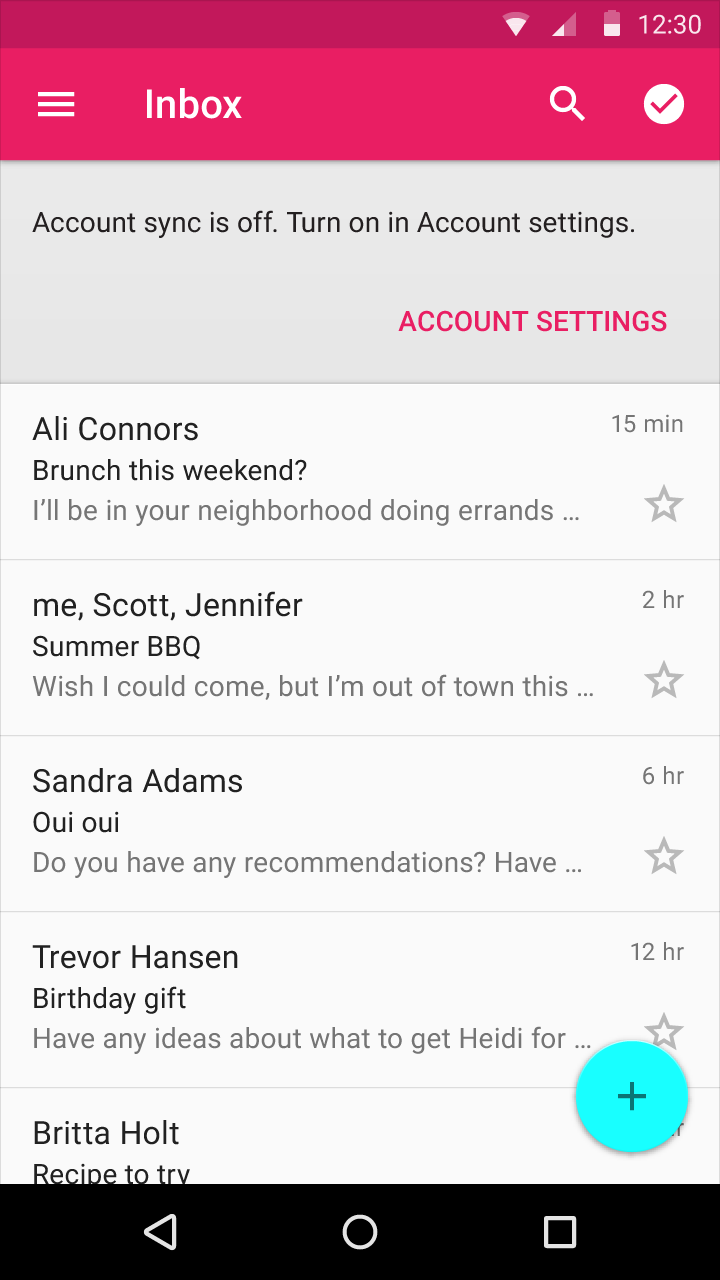 12:30
Inbox
Account sync is off. Turn on in Account settings.
ACCOUNT SETTINGS
Ali Connors 15 min
Brunch this weekend?
I’ll be in your neighborhood doing errands …
me, Scott, Jennifer 2 hr
Summer BBQ
Wish I could come, but I’m out of town this …
Sandra Adams 6 hr
Oui oui
Do you have any recommendations? Have …
Trevor Hansen 12 hr
Birthday gift
Have any ideas about what to get Heidi for …
Britta Holt
Recipe to try